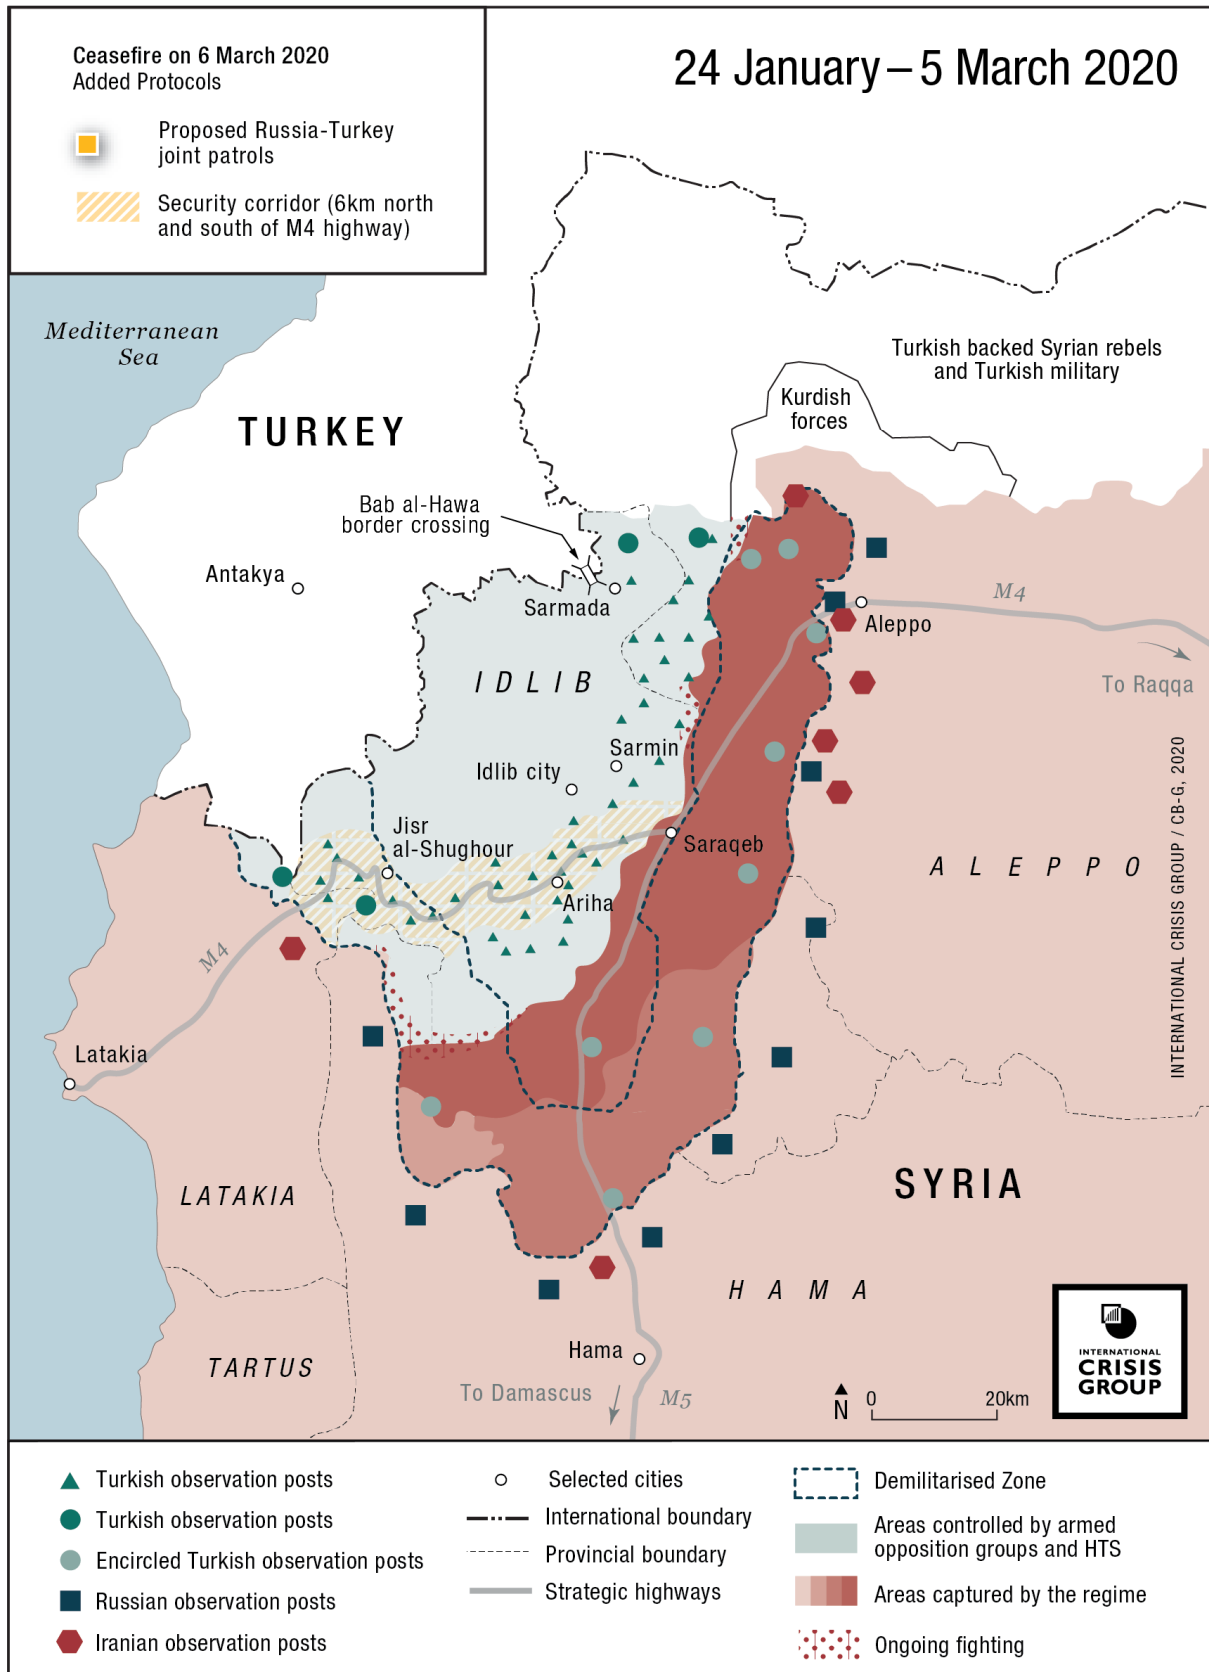 Ceasefire on 6 March 2020
Added Protocols
Proposed Russia-Turkey
joint patrols
Security corridor (6km north
and south of M4 highway)
24 January – 5 March 2020
Mediterranean
Sea
TURKEY
Turkish backed Syrian rebels
and Turkish military
Kurdish
forces
Bab al-Hawa
border crossing
Antakya
Sarmada
M4
Aleppo
To Raqqa
IDLIB
Sarmin
Idlib city
Jisr
al-Shughour
Saraqeb
Ariha
ALEPPO
M4
Latakia
LATAKIA
SYRIA
HAMA
TARTUS
Hama
To Damascus
M5
N
0 20km
INTERNATIONAL CRISIS GROUP / CB-G, 2020
INTERNATIONAL
CRISIS
GROUP
Turkish observation posts
Turkish observation posts
Encircled Turkish observation posts
Russian observation posts
Iranian observation posts
Selected cities
International boundary
Provincial boundary
Strategic highways
Demilitarised Zone
Areas controlled by armed
opposition groups and HTS
Areas captured by the regime
Ongoing fighting